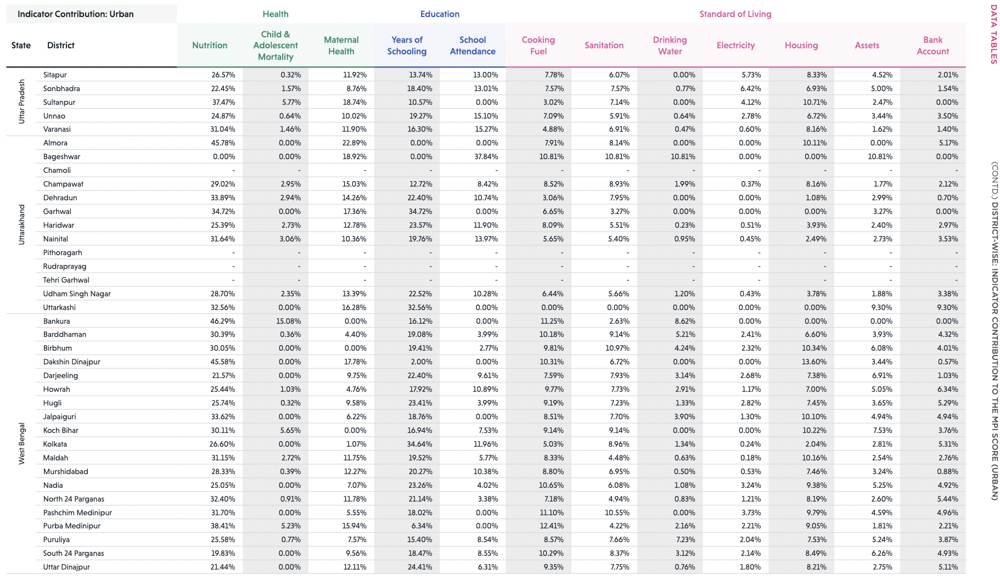 Indicator Contribution: Urban Health Education Standard of Living
State District Nutrition Child & Adolescent Mortality Maternal Health Years of Schooling School Attendance Cooking Fuel Sanitation Drinking Water Electricity Housing Assets Bank Account
Uttar Pradesh
Sitapur 26.57% 0.32% 11.92% 13.74% 13.00% 7.78% 6.07% 0.00% 5.73% 8.33% 4.52% 2.01%
Sonbhadra 22.45% 1.57% 8.76% 18.40% 13.01% 7.57% 7.57% 0.77% 6.42% 6.93% 5.00% 1.54%
Sultanpur 37.47% 5.77% 18.74% 10.57% 0.00% 3.02% 7.14% 0.00% 4.12% 10.71% 2.47% 0.00%
Unnao 24.87% 0.64% 10.02% 19.27% 15.10% 7.09% 5.91% 0.64% 2.78% 6.72% 3.44% 3.50%
Varanasi 31.04% 1.46% 11.90% 16.30% 15.27% 4.88% 6.91% 0.47% 0.60% 8.16% 1.62% 1.40%
Uttarakhand
Almora 45.78% 0.00% 22.89% 0.00% 0.00% 7.91% 8.14% 0.00% 0.00% 10.11% 0.00% 5.17%
Bageshwar 0.00% 0.00% 18.92% 0.00% 37.84% 10.81% 10.81% 10.81% 0.00% 0.00% 10.81% 0.00%
Chamoli - - - - - - - - - - - -
Champawat 29.02% 2.95% 15.03% 12.72% 8.42% 8.52% 8.93% 1.99% 0.37% 8.16% 1.77% 2.12%
Dehradun 33.89% 2.94% 14.26% 22.40% 10.74% 3.06% 7.95% 0.00% 0.00% 1.08% 2.99% 0.70%
Garhwal 34.72% 0.00% 17.36% 34.72% 0.00% 6.65% 3.27% 0.00% 0.00% 0.00% 3.27% 0.00%
Haridwar 25.39% 2.73% 12.78% 23.57% 11.90% 8.09% 5.51% 0.23% 0.51% 3.93% 2.40% 2.97%
Nainital 31.64% 3.06% 10.36% 19.76% 13.97% 5.65% 5.40% 0.95% 0.45% 2.49% 2.73% 3.53%
Pithoragarh - - - - - - - - - - - -
Rudraprayag - - - - - - - - - - - -
Tehri Garhwal - - - - - - - - - - - -
Udham Singh Nagar 28.70% 2.35% 13.39% 22.52% 10.28% 6.44% 5.66% 1.20% 0.43% 3.78% 1.88% 3.38%
Uttarkashi 32.56% 0.00% 16.28% 32.56% 0.00% 0.00% 0.00% 0.00% 0.00% 0.00% 9.30% 9.30%
West Bengal
Bankura 46.29% 15.08% 0.00% 16.12% 0.00% 11.25% 2.63% 8.62% 0.00% 0.00% 0.00% 0.00%
Barddhaman 30.39% 0.36% 4.40% 19.08% 3.99% 10.18% 9.14% 5.21% 2.41% 6.60% 3.93% 4.32%
Birbhum 30.05% 0.00% 0.00% 19.41% 2.77% 9.81% 10.97% 4.24% 2.32% 10.34% 6.08% 4.01%
Dakshin Dinajpur 45.58% 0.00% 17.78% 2.00% 0.00% 10.31% 6.72% 0.00% 0.00% 13.60% 3.44% 0.57%
Darjeeling 21.57% 0.00% 9.75% 22.40% 9.61% 7.59% 7.93% 3.14% 2.68% 7.38% 6.91% 1.03%
Howrah 25.44% 1.03% 4.76% 17.92% 10.89% 9.77% 7.73% 2.91% 1.17% 7.00% 5.05% 6.34%
Hugli 25.74% 0.32% 9.58% 23.41% 3.99% 9.19% 7.23% 1.33% 2.82% 7.45% 3.65% 5.29%
Jalpaiguri 33.62% 0.00% 6.22% 18.76% 0.00% 8.51% 7.70% 3.90% 1.30% 10.10% 4.94% 4.94%
Koch Bihar 30.11% 5.65% 0.00% 16.94% 7.53% 9.14% 9.14% 0.00% 0.00% 10.22% 7.53% 3.76%
Kolkata 26.60% 0.00% 1.07% 34.64% 11.96% 5.03% 8.96% 1.34% 0.24% 2.04% 2.81% 5.31%
Maldah 31.15% 2.72% 11.75% 19.52% 5.77% 8.33% 4.48% 0.63% 0.18% 10.16% 2.54% 2.76%
Murshidabad 28.33% 0.39% 12.27% 20.27% 10.38% 8.80% 6.95% 0.50% 0.53% 7.46% 3.24% 0.88%
Nadia 25.05% 0.00% 7.07% 23.26% 4.02% 10.65% 6.08% 1.08% 3.24% 9.38% 5.25% 4.92%
North 24 Parganas 32.40% 0.91% 11.78% 21.14% 3.38% 7.18% 4.94% 0.83% 1.21% 8.19% 2.60% 5.44%
Pashchim Medinipur 31.70% 0.00% 5.55% 18.02% 0.00% 11.10% 10.55% 0.00% 3.73% 9.79% 4.59% 4.96%
Purba Medinipur 38.41% 5.23% 15.94% 6.34% 0.00% 12.41% 4.22% 2.16% 2.21% 9.05% 1.81% 2.21%
Puruliya 25.58% 0.77% 7.57% 15.40% 8.54% 8.57% 7.66% 7.23% 2.04% 7.53% 5.24% 3.87%
South 24 Parganas 19.83% 0.00% 9.56% 18.47% 8.55% 10.29% 8.37% 3.12% 2.14% 8.49% 6.26% 4.93%
Uttar Dinajpur 21.44% 0.00% 12.11% 24.41% 6.31% 9.35% 7.75% 0.76% 1.80% 8.21% 2.75% 5.11%
DATA TABLES
(CONTD.) DISTRICT-WISE: INDICATOR CONTRIBUTION TO THE MPI SCORE (URBAN)